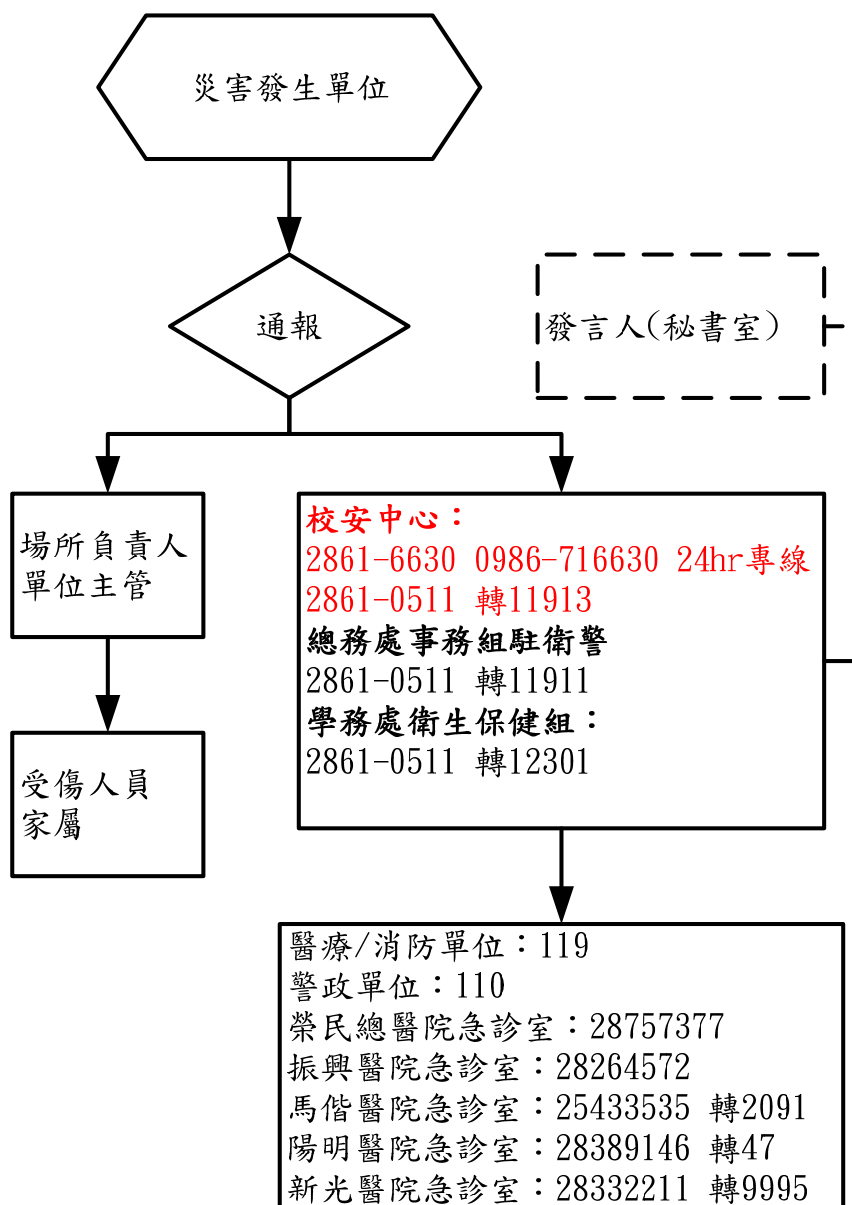 災害發生單位
通報
發言人(秘書室)
場所負責人
單位主管
受傷人員
家屬
校安中心：
2861-6630 0986-716630 24hr專線
2861-0511 轉11913
總務處事務組駐衛警
2861-0511 轉11911
學務處衛生保健組：
2861-0511 轉12301
醫療/消防單位：119
警政單位：110
榮民總醫院急診室：28757377
振興醫院急診室：28264572
馬偕醫院急診室：25433535 轉2091
陽明醫院急診室：28389146 轉47
新光醫院急診室：28332211 轉9995